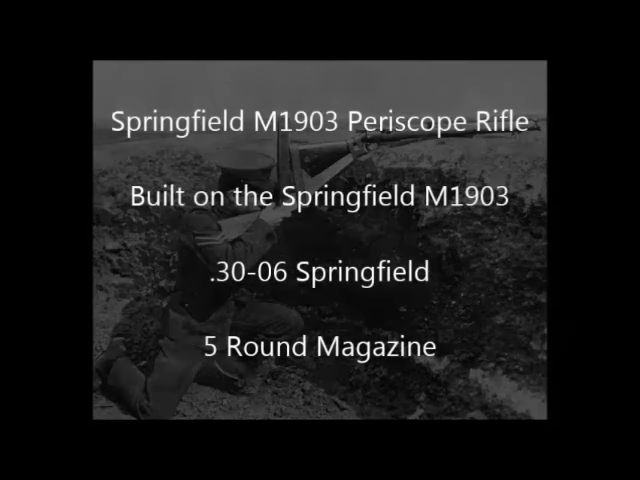 Springfield M1903 Periscope Rifle
Built on the Springfield M1903
.30-06 Springfield
5 Round Magazine